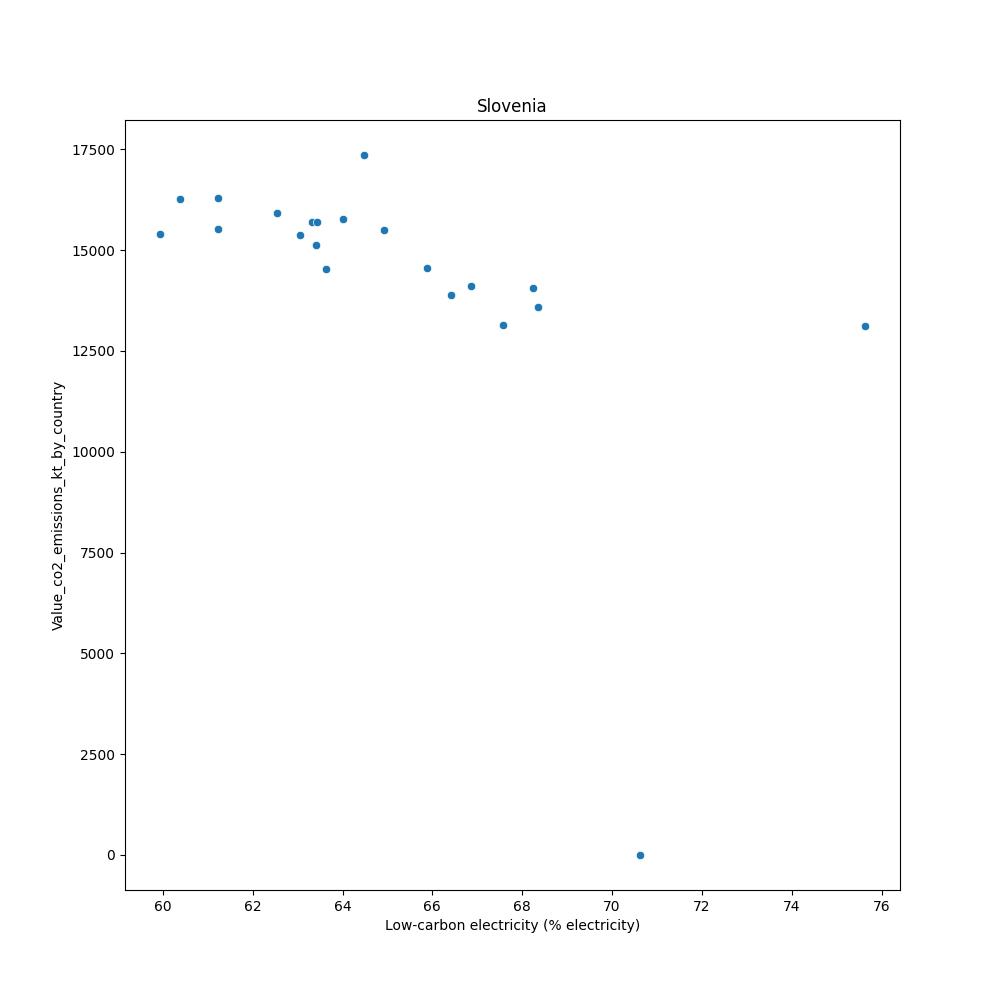 Slovenia
17500
15000
12500
10000
7500
5000
2500
0
Value_co2_emissions_kt_by_country
60 62 64 66 68 70 72 74 76
Low-carbon electricity (% electricity)